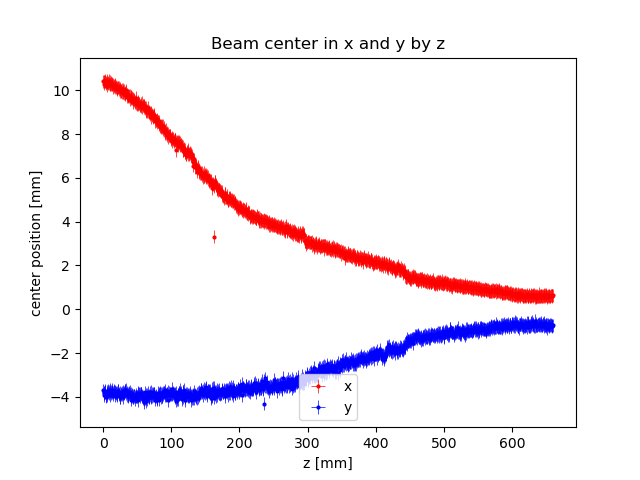 Beam center in x and y by z
center position [mm]
10
8
6
4
2
0
−2
−4
0 100 200 300 400 500 600
z [mm]
x
y